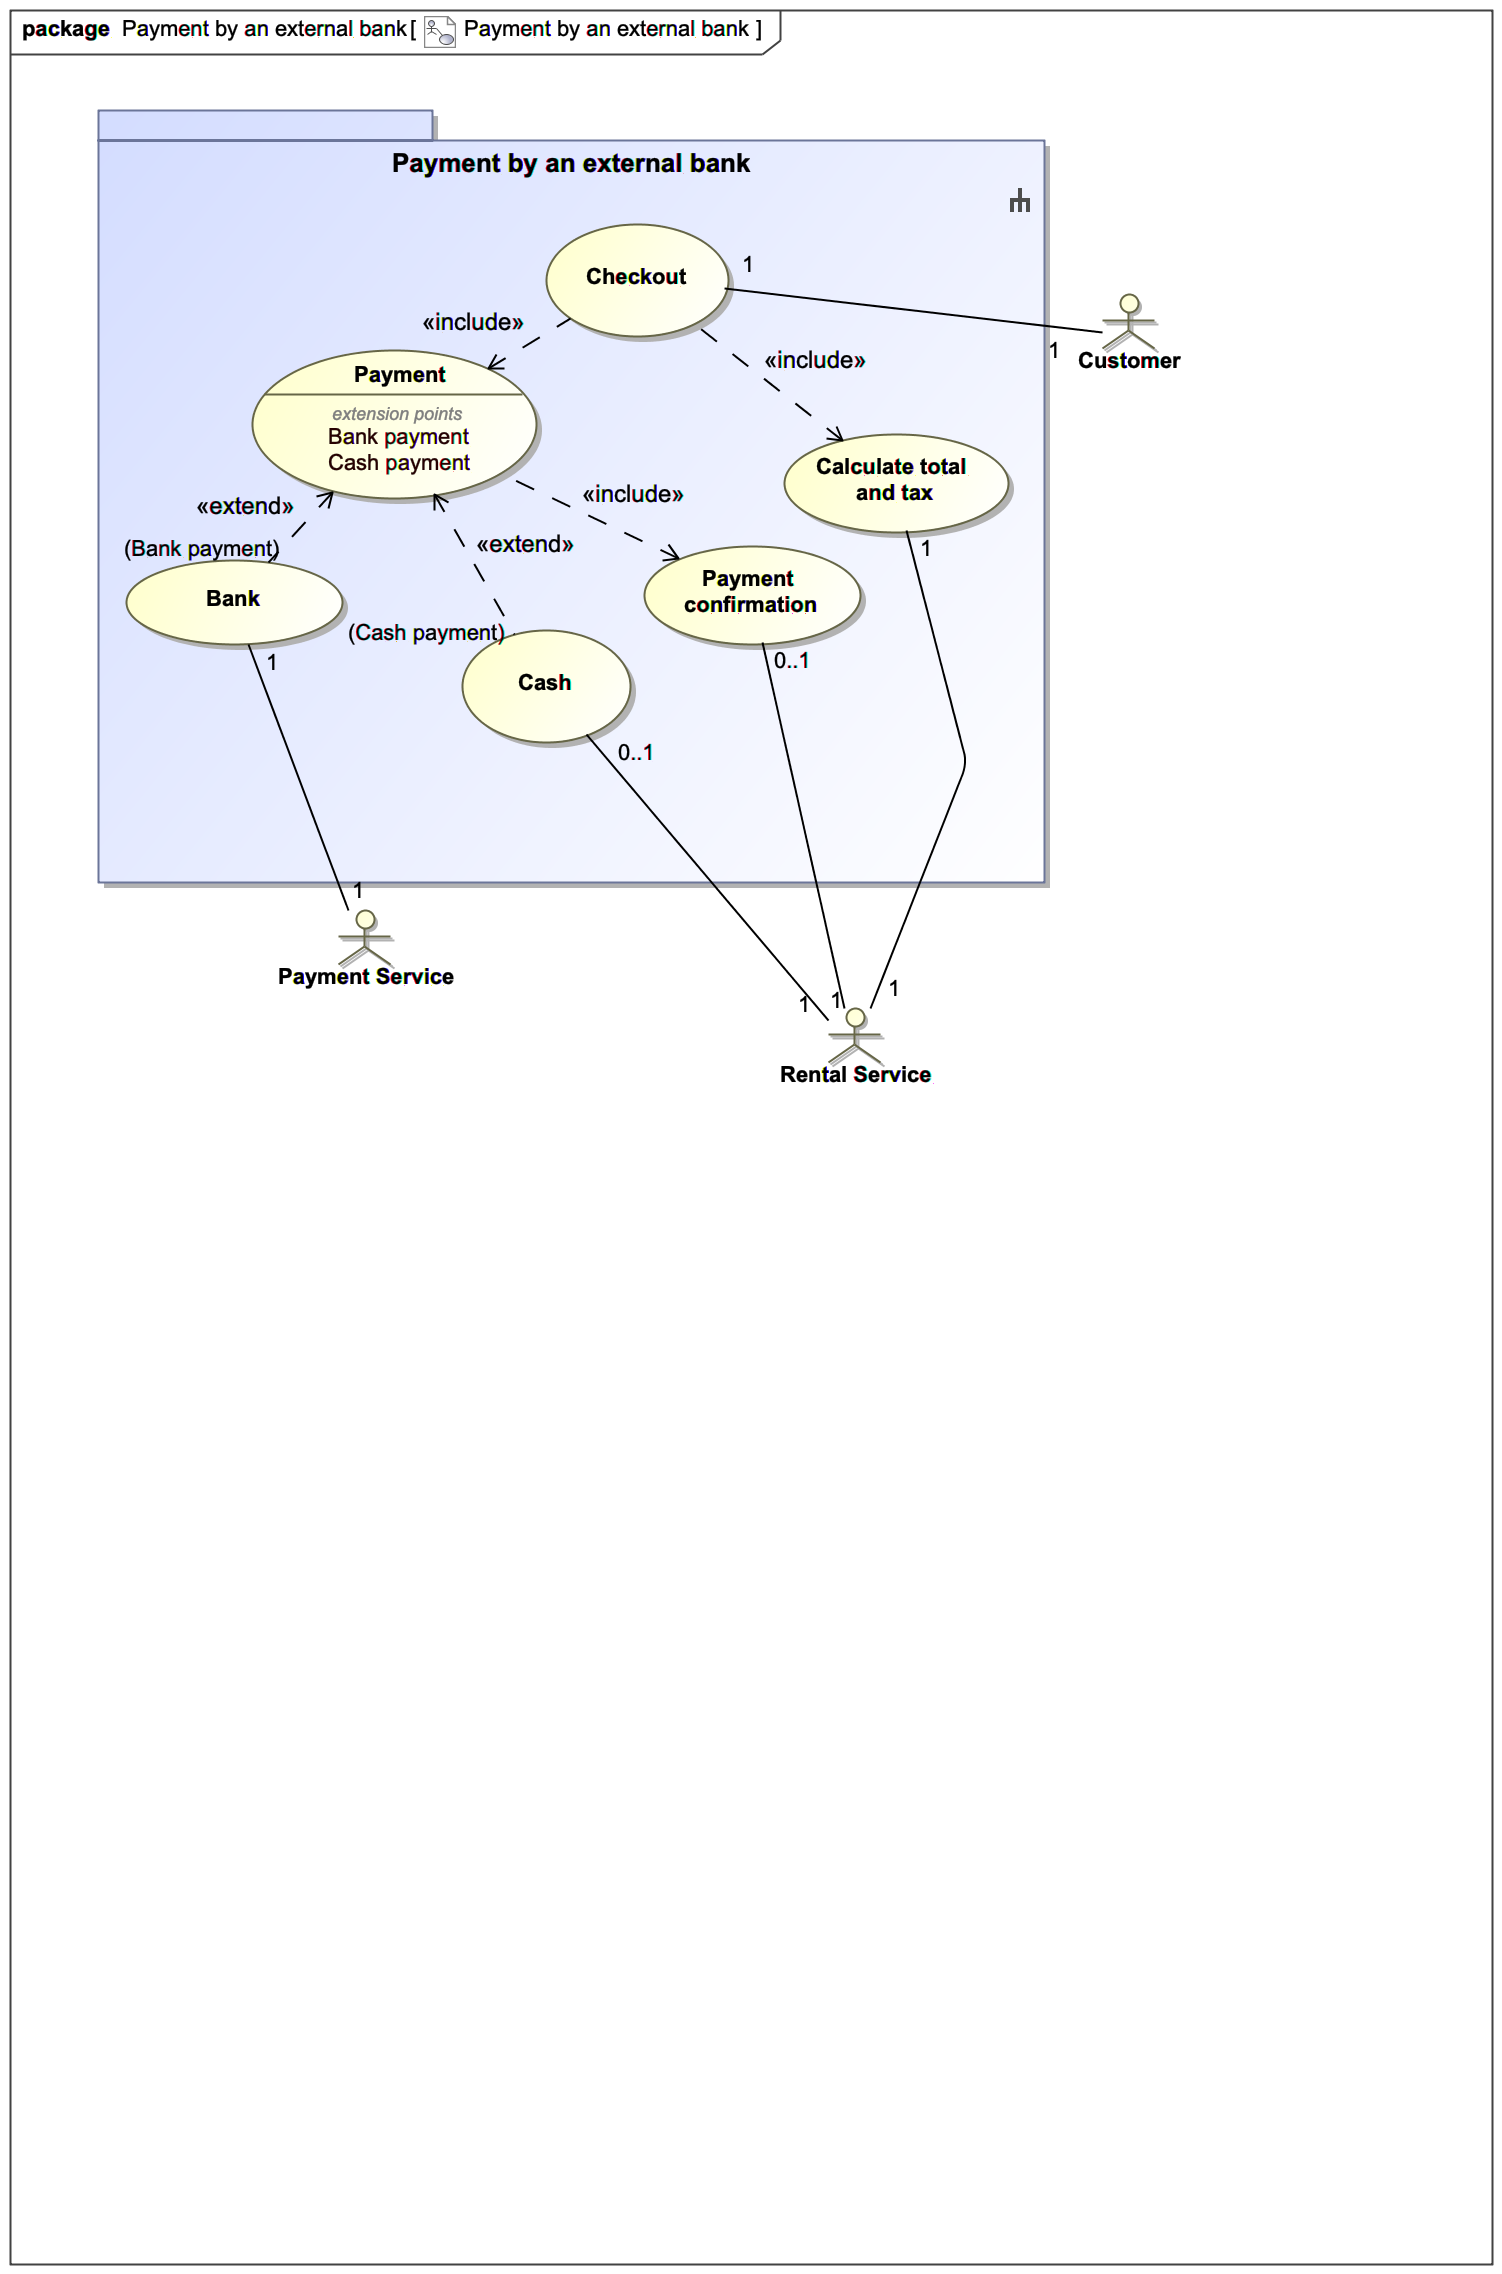 package Payment by an external bank[ Payment by an external bank ]
Payment by an external bank
Checkout
1
«include»
1
Customer
«include»
Payment
extension points
Bank payment
Cash payment
Calculate total
and tax
«include»
«extend»
(Bank payment)
«extend»
1
Bank
Payment
confirmation
(Cash payment)
1
0..1
Cash
0..1
1
Payment Service
1
1
1
Rental Service